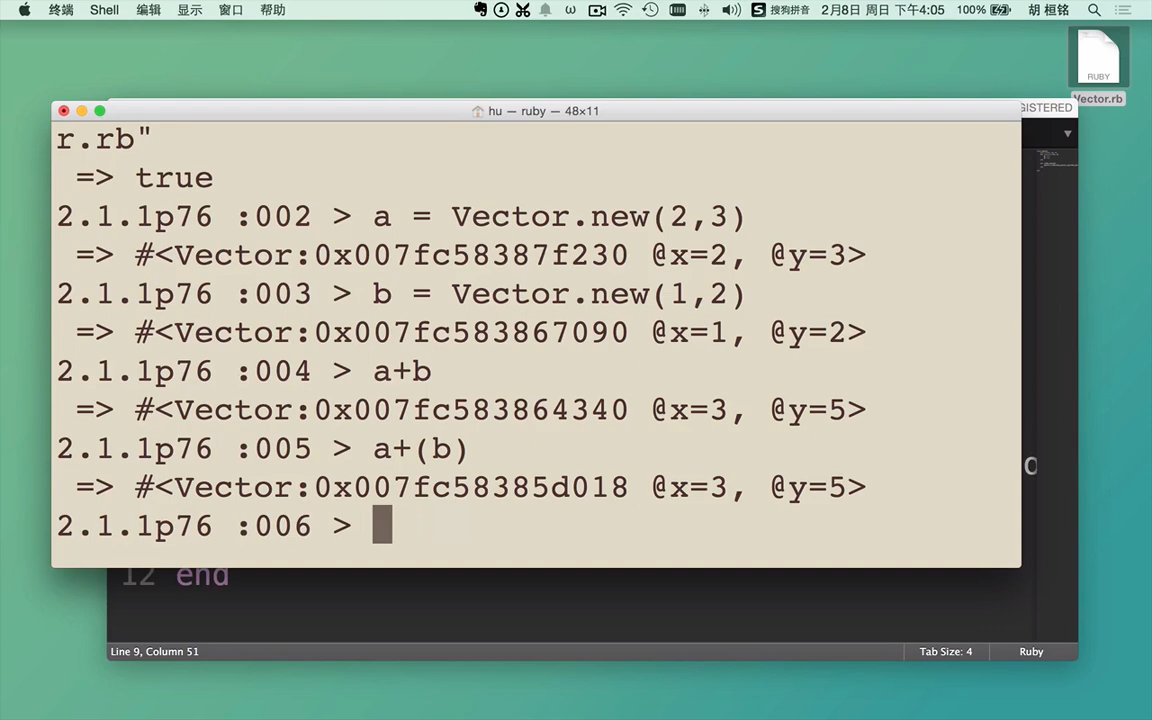 终端 Shell 编辑 显示 窗口 帮助 搜狗拼音 2月8日 周日 下午4:05 100% 胡 桓铭
RUBY
Vector.rb
hu — ruby — 48×11
GISTERED
r.rb"
=> true
2.1.1p76 :002 > a = Vector.new(2,3)
=> #<Vector:0x007fc58387f230 @x=2, @y=3>
2.1.1p76 :003 > b = Vector.new(1,2)
=> #<Vector:0x007fc583867090 @x=1, @y=2>
2.1.1p76 :004 > a+b
=> #<Vector:0x007fc583864340 @x=3, @y=5>
2.1.1p76 :005 > a+(b)
=> #<Vector:0x007fc58385d018 @x=3, @y=5>
2.1.1p76 :006 >
12 end
Line 9, Column 51 Tab Size: 4 Ruby